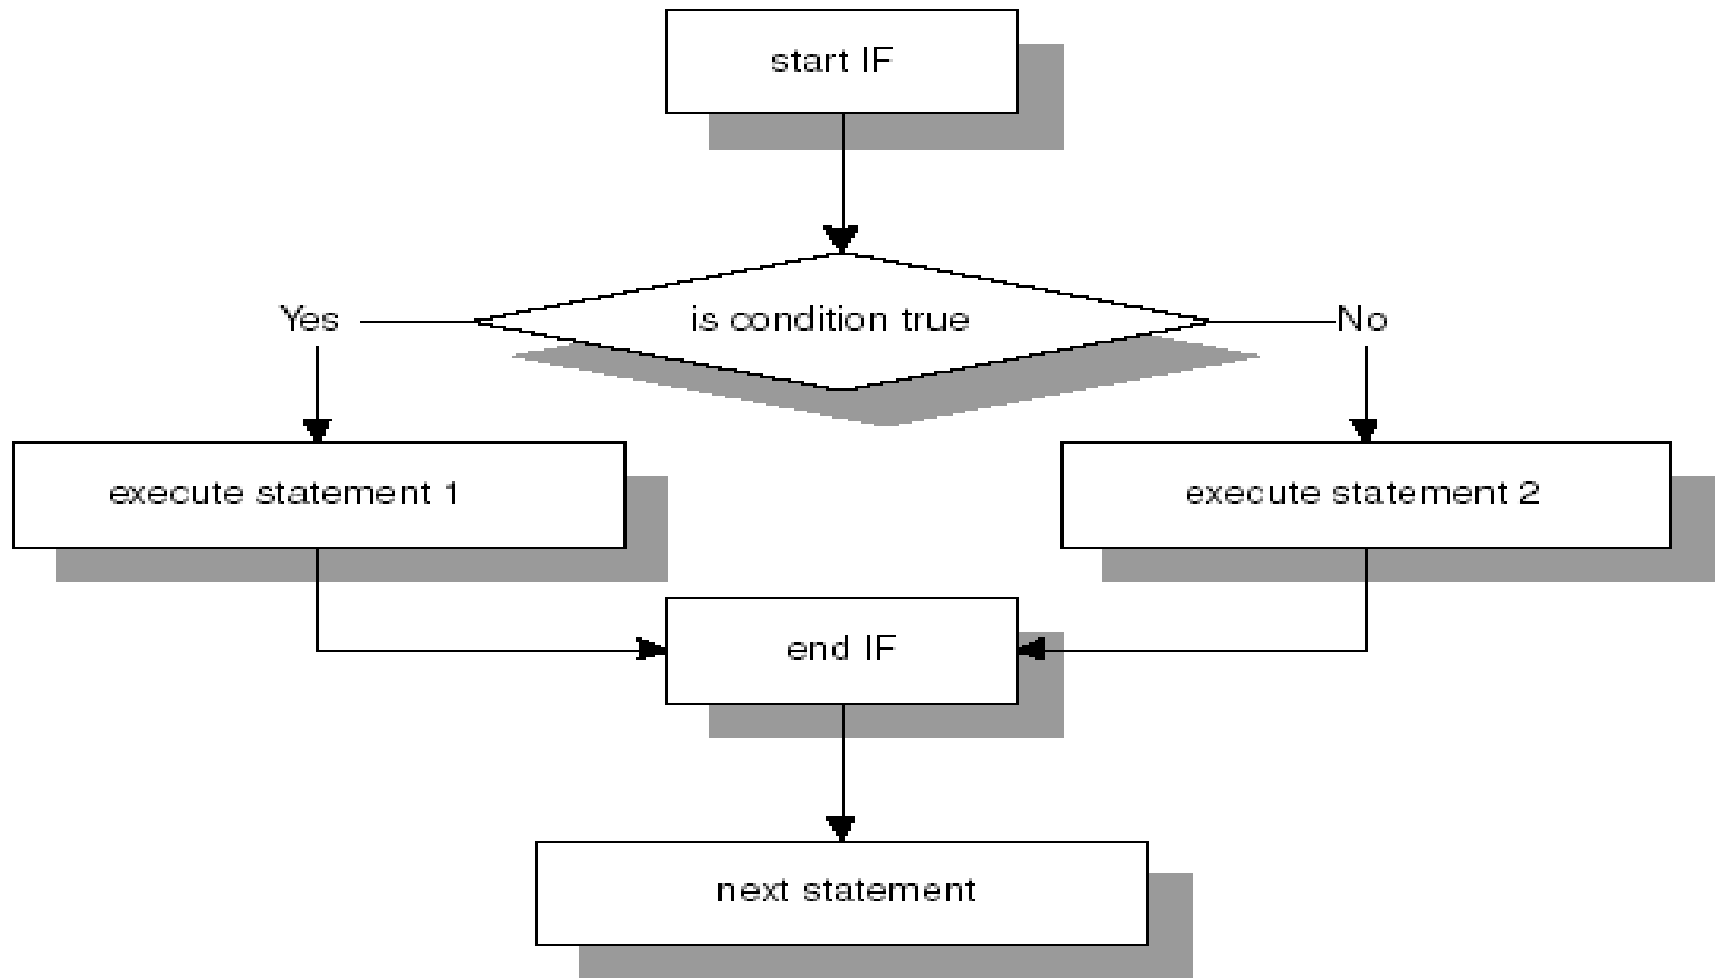 start IF
is condition true
Yes
No
execute statement 1
execute statement 2
end IF
next statement